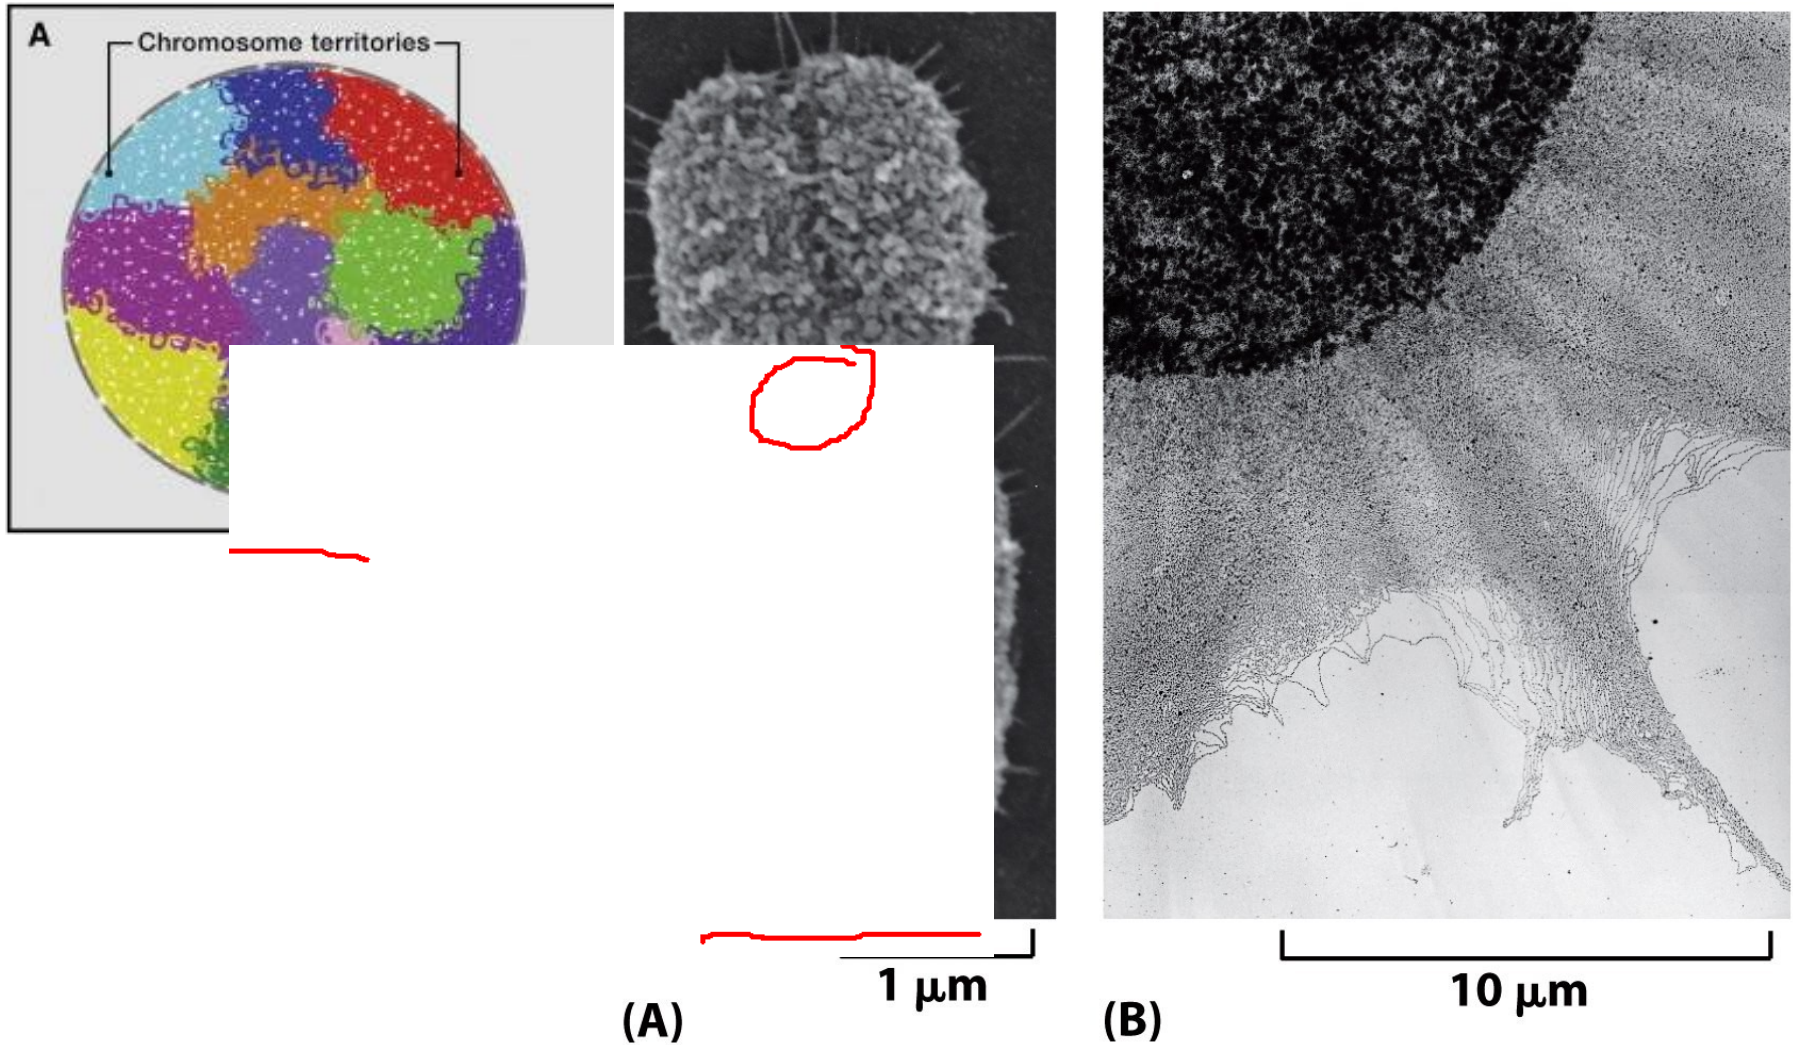 A
Chromosome territories
1 μm
10 μm
(A)
(B)